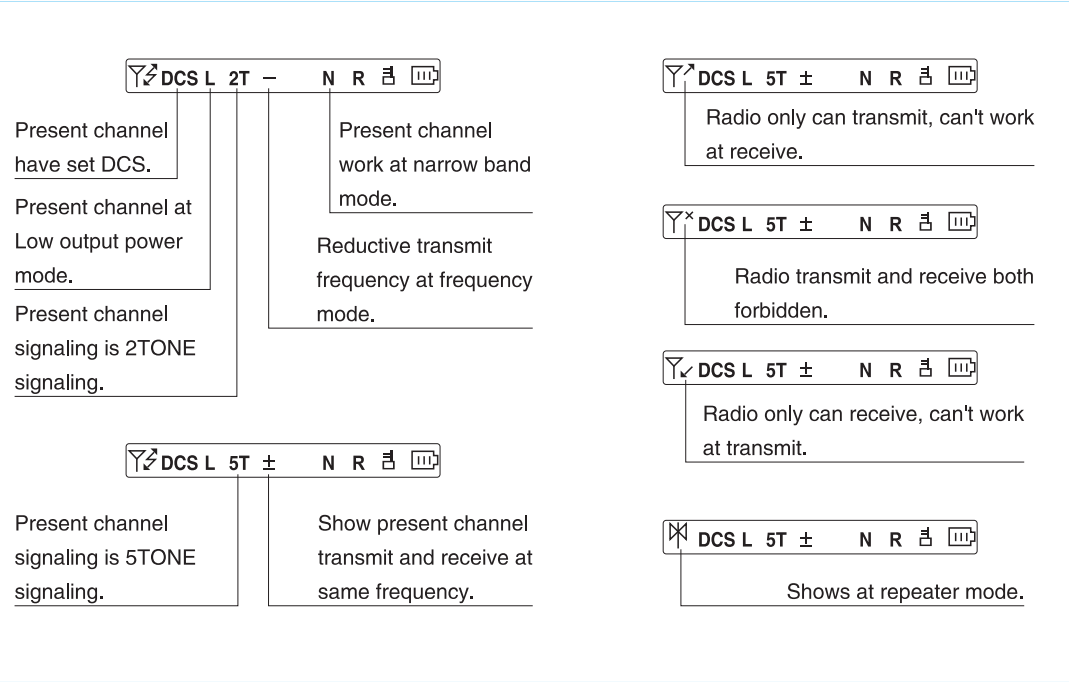 DCS L 2T − N R
Present channel
have set DCS.
Present channel at
Low output power
mode.
Present channel
signaling is 2TONE
signaling.
Present channel
work at narrow band
mode.
Reductive transmit
frequency at frequency
mode.
DCS L 5T ± N R
Present channel
signaling is 5TONE
signaling.
Show present channel
transmit and receive at
same frequency.
DCS L 5T ± N R
Radio only can transmit, can't work
at receive.
DCS L 5T ± N R
Radio transmit and receive both
forbidden.
DCS L 5T ± N R
Radio only can receive, can't work
at transmit.
DCS L 5T ± N R
Shows at repeater mode.